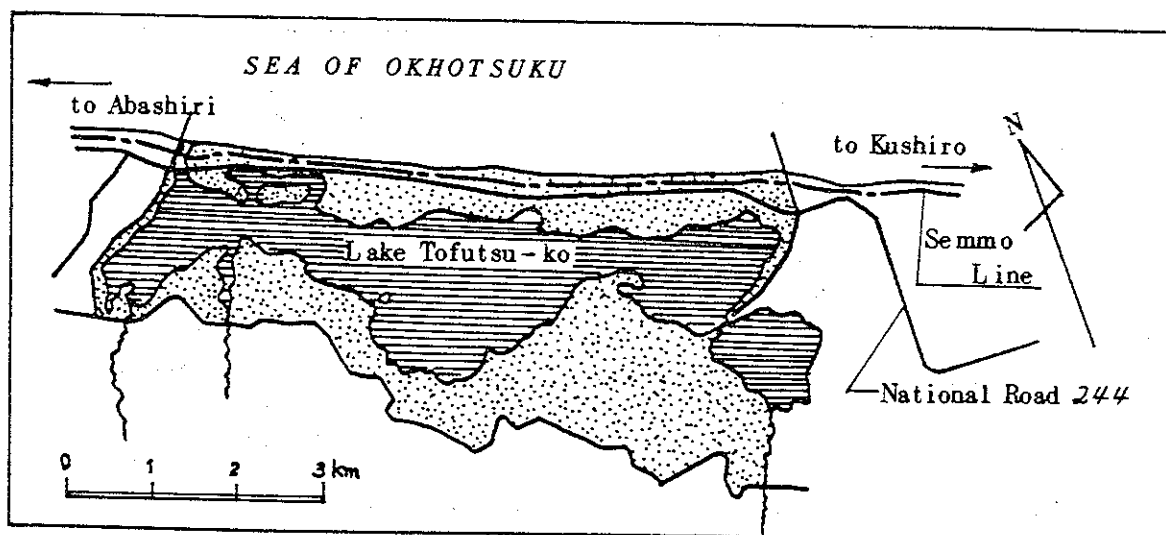 SEA OF OKHOTSUKU
to Abashiri
N
to Kushiro
Lake Tofutsu-ko
Semmo
Line
National Road 244
0 1 2 3 km